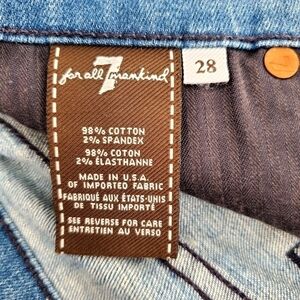 7
for all mankind
28
98% COTTON
2% SPANDEX
98% COTON
2% ÉLASTHANNE
MADE IN U.S.A.
OF IMPORTED FABRIC
FABRIQUÉ AUX ÉTATS-UNIS
DE TISSU IMPORTÉ
SEE REVERSE FOR CARE
ENTRETIEN AU VERSO